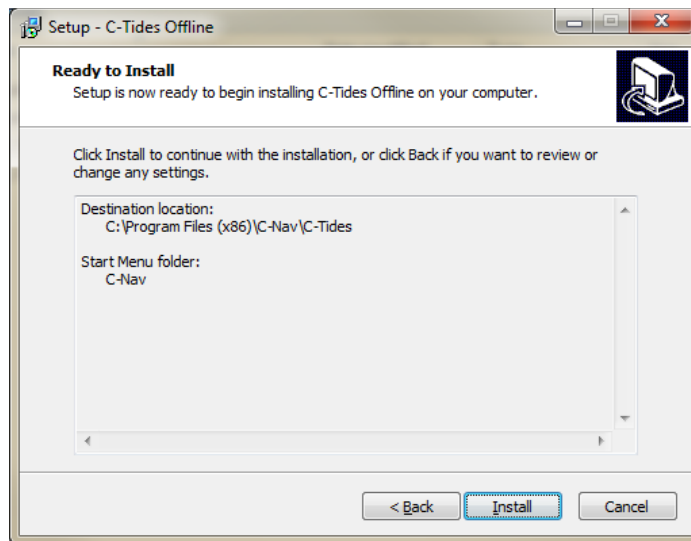 Setup - C-Tides Offline
Ready to Install
Setup is now ready to begin installing C-Tides Offline on your computer.
Click Install to continue with the installation, or click Back if you want to review or
change any settings.
Destination location:
C:\Program Files (x86)\C-Nav\C-Tides
Start Menu folder:
C-Nav
< Back
Install
Cancel